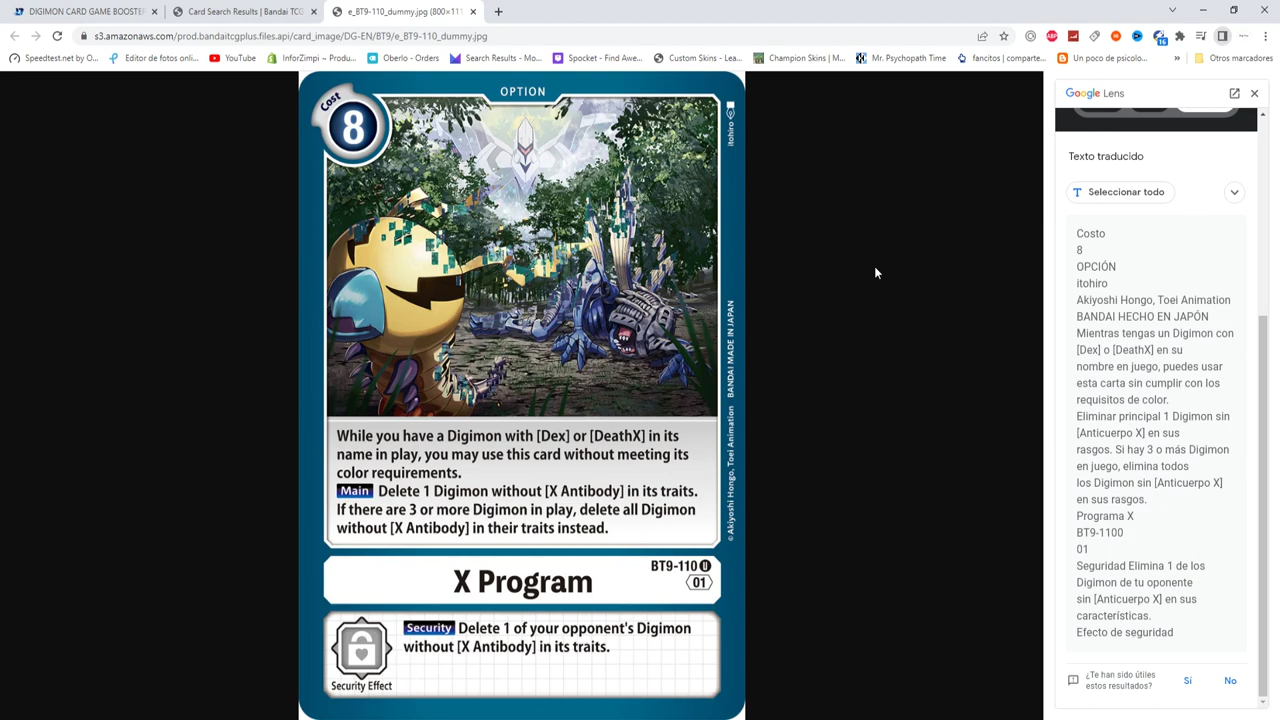 DIGIMON CARD GAME BOOSTER
Card Search Results | Bandai TCG
e_BT9-110_dummy.jpg (800×11
s3.amazonaws.com/prod.bandaitcgplus.files.api/card_image/DG-EN/BT9/e_BT9-110_dummy.jpg
ABP
16
Speedtest.net by O...
Editor de fotos onli...
YouTube
InforZimpi ~ Produ...
Oberlo - Orders
Search Results - Mo...
Spocket - Find Awe...
Custom Skins - Lea...
Champion Skins | M...
Mr. Psychopath Time
fancitos | comparte...
Un poco de psicolo...
»
Otros marcadores
Cost
8
OPTION
itohiro
© Akiyoshi Hongo, Toei Animation BANDAI MADE IN JAPAN
While you have a Digimon with [Dex] or [DeathX] in its
name in play, you may use this card without meeting its
color requirements.
Main Delete 1 Digimon without [X Antibody] in its traits.
If there are 3 or more Digimon in play, delete all Digimon
without [X Antibody] in their traits instead.
BT9-110 U
X Program
01
Security Delete 1 of your opponent's Digimon
without [X Antibody] in its traits.
Security Effect
Google Lens
Texto traducido
T Seleccionar todo
Costo
8
OPCIÓN
itohiro
Akiyoshi Hongo, Toei Animation
BANDAI HECHO EN JAPÓN
Mientras tengas un Digimon con
[Dex] o [DeathX] en su
nombre en juego, puedes usar
esta carta sin cumplir con los
requisitos de color.
Eliminar principal 1 Digimon sin
[Anticuerpo X] en sus
rasgos. Si hay 3 o más Digimon
en juego, elimina todos
los Digimon sin [Anticuerpo X]
en sus rasgos.
Programa X
BT9-1100
01
Seguridad Elimina 1 de los
Digimon de tu oponente
sin [Anticuerpo X] en sus
características.
Efecto de seguridad
¿Te han sido útiles
estos resultados?
Sí
No